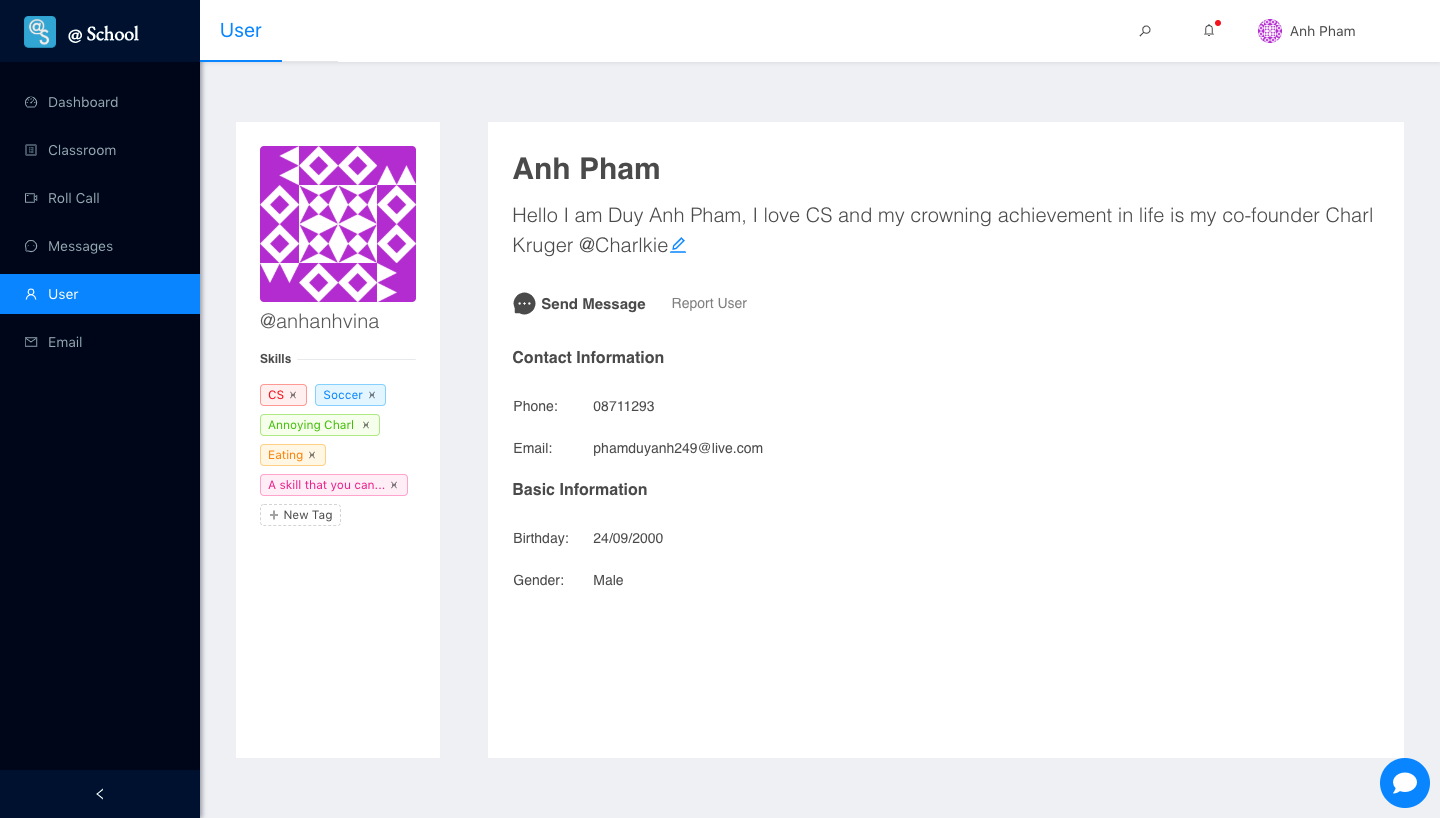 @ School
User
Anh Pham
Dashboard
Classroom
Roll Call
Messages
User
Email
@anhanhvina
Skills
CS
Soccer
Annoying Charl
Eating
A skill that you can...
New Tag
Anh Pham
Hello I am Duy Anh Pham, I love CS and my crowning achievement in life is my co-founder Charl
Kruger @Charlkie
Send Message Report User
Contact Information
Phone: 08711293
Email: phamduyanh249@live.com
Basic Information
Birthday: 24/09/2000
Gender: Male